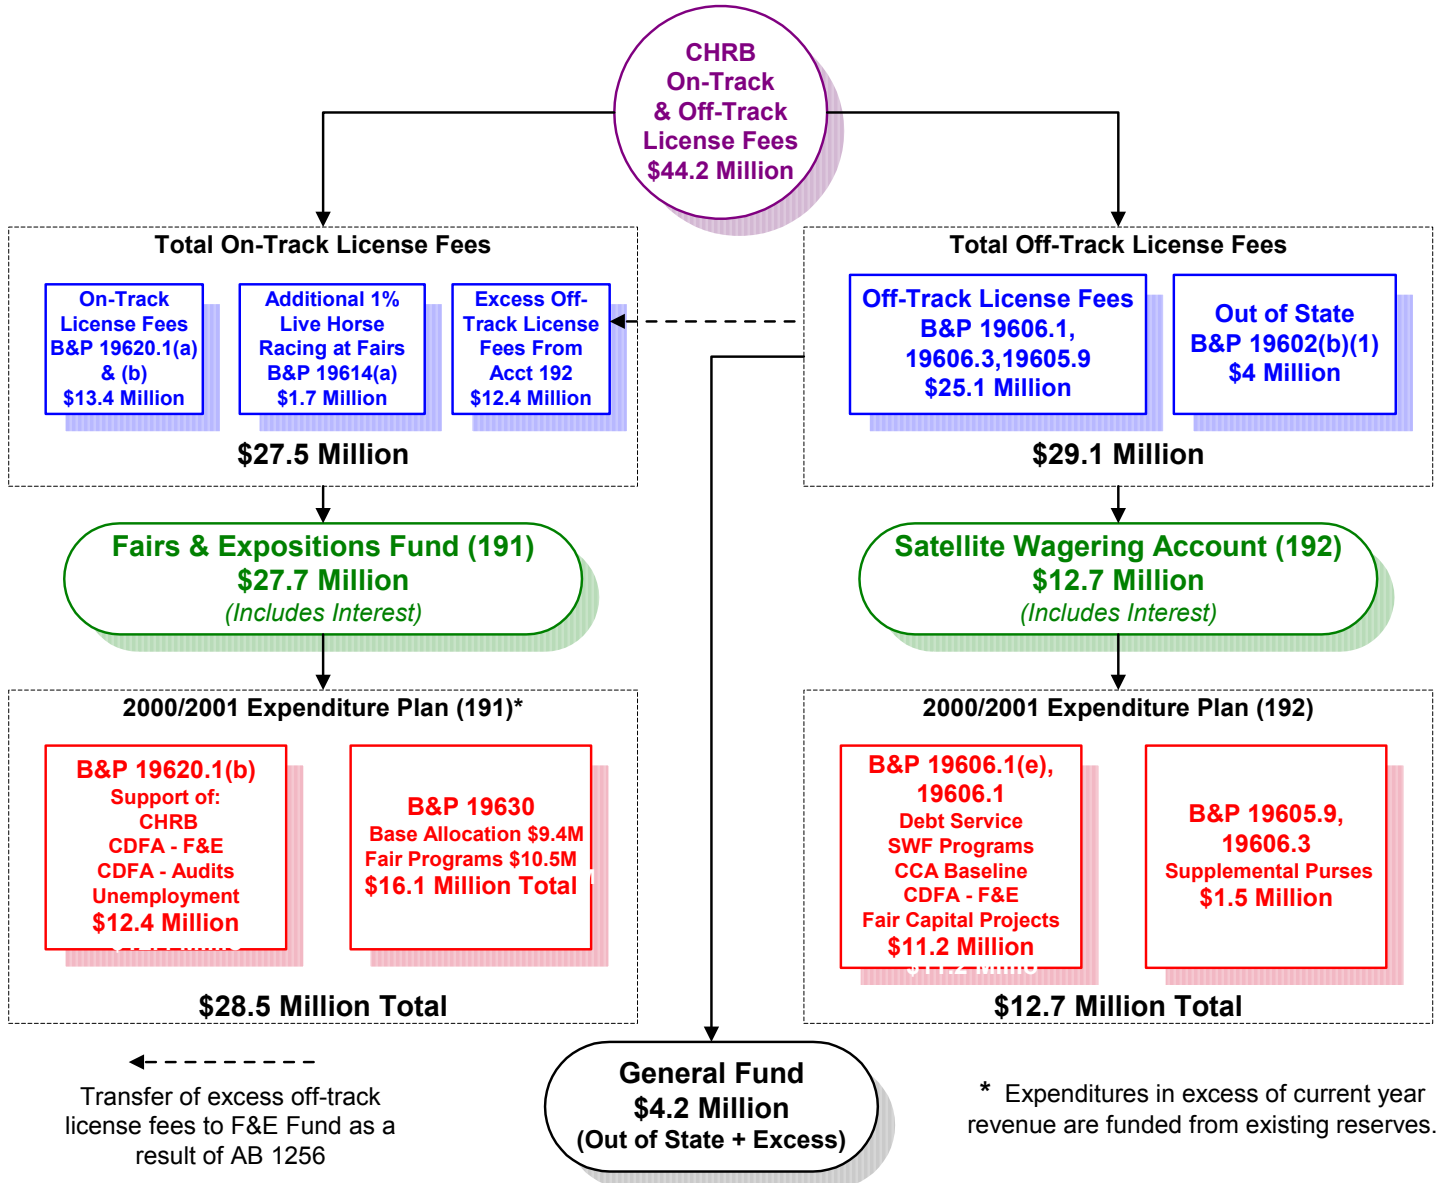 CHRB
On-Track
& Off-Track
License Fees
$44.2 Million
Total On-Track License Fees
On-Track
License Fees
B&P 19620.1(a)
& (b)
$13.4 Million
Additional 1%
Live Horse
Racing at Fairs
B&P 19614(a)
$1.7 Million
Excess Off-
Track License
Fees From
Acct 192
$12.4 Million
$27.5 Million
Total Off-Track License Fees
Off-Track License Fees
B&P 19606.1,
19606.3,19605.9
$25.1 Million
Out of State
B&P 19602(b)(1)
$4 Million
$29.1 Million
Fairs & Expositions Fund (191)
$27.7 Million
(Includes Interest)
Satellite Wagering Account (192)
$12.7 Million
(Includes Interest)
2000/2001 Expenditure Plan (191)*
B&P 19620.1(b)
Support of:
CHRB
CDFA - F&E
CDFA - Audits
Unemployment
$12.4 Million
B&P 19630
Base Allocation $9.4M
Fair Programs $10.5M
$16.1 Million Total
$28.5 Million Total
2000/2001 Expenditure Plan (192)
B&P 19606.1(e),
19606.1
Debt Service
SWF Programs
CCA Baseline
CDFA - F&E
Fair Capital Projects
$11.2 Million
$11.2 Millio
B&P 19605.9,
19606.3
Supplemental Purses
$1.5 Million
$12.7 Million Total
Transfer of excess off-track
license fees to F&E Fund as a
result of AB 1256
General Fund
$4.2 Million
(Out of State + Excess)
* Expenditures in excess of current year
revenue are funded from existing reserves.